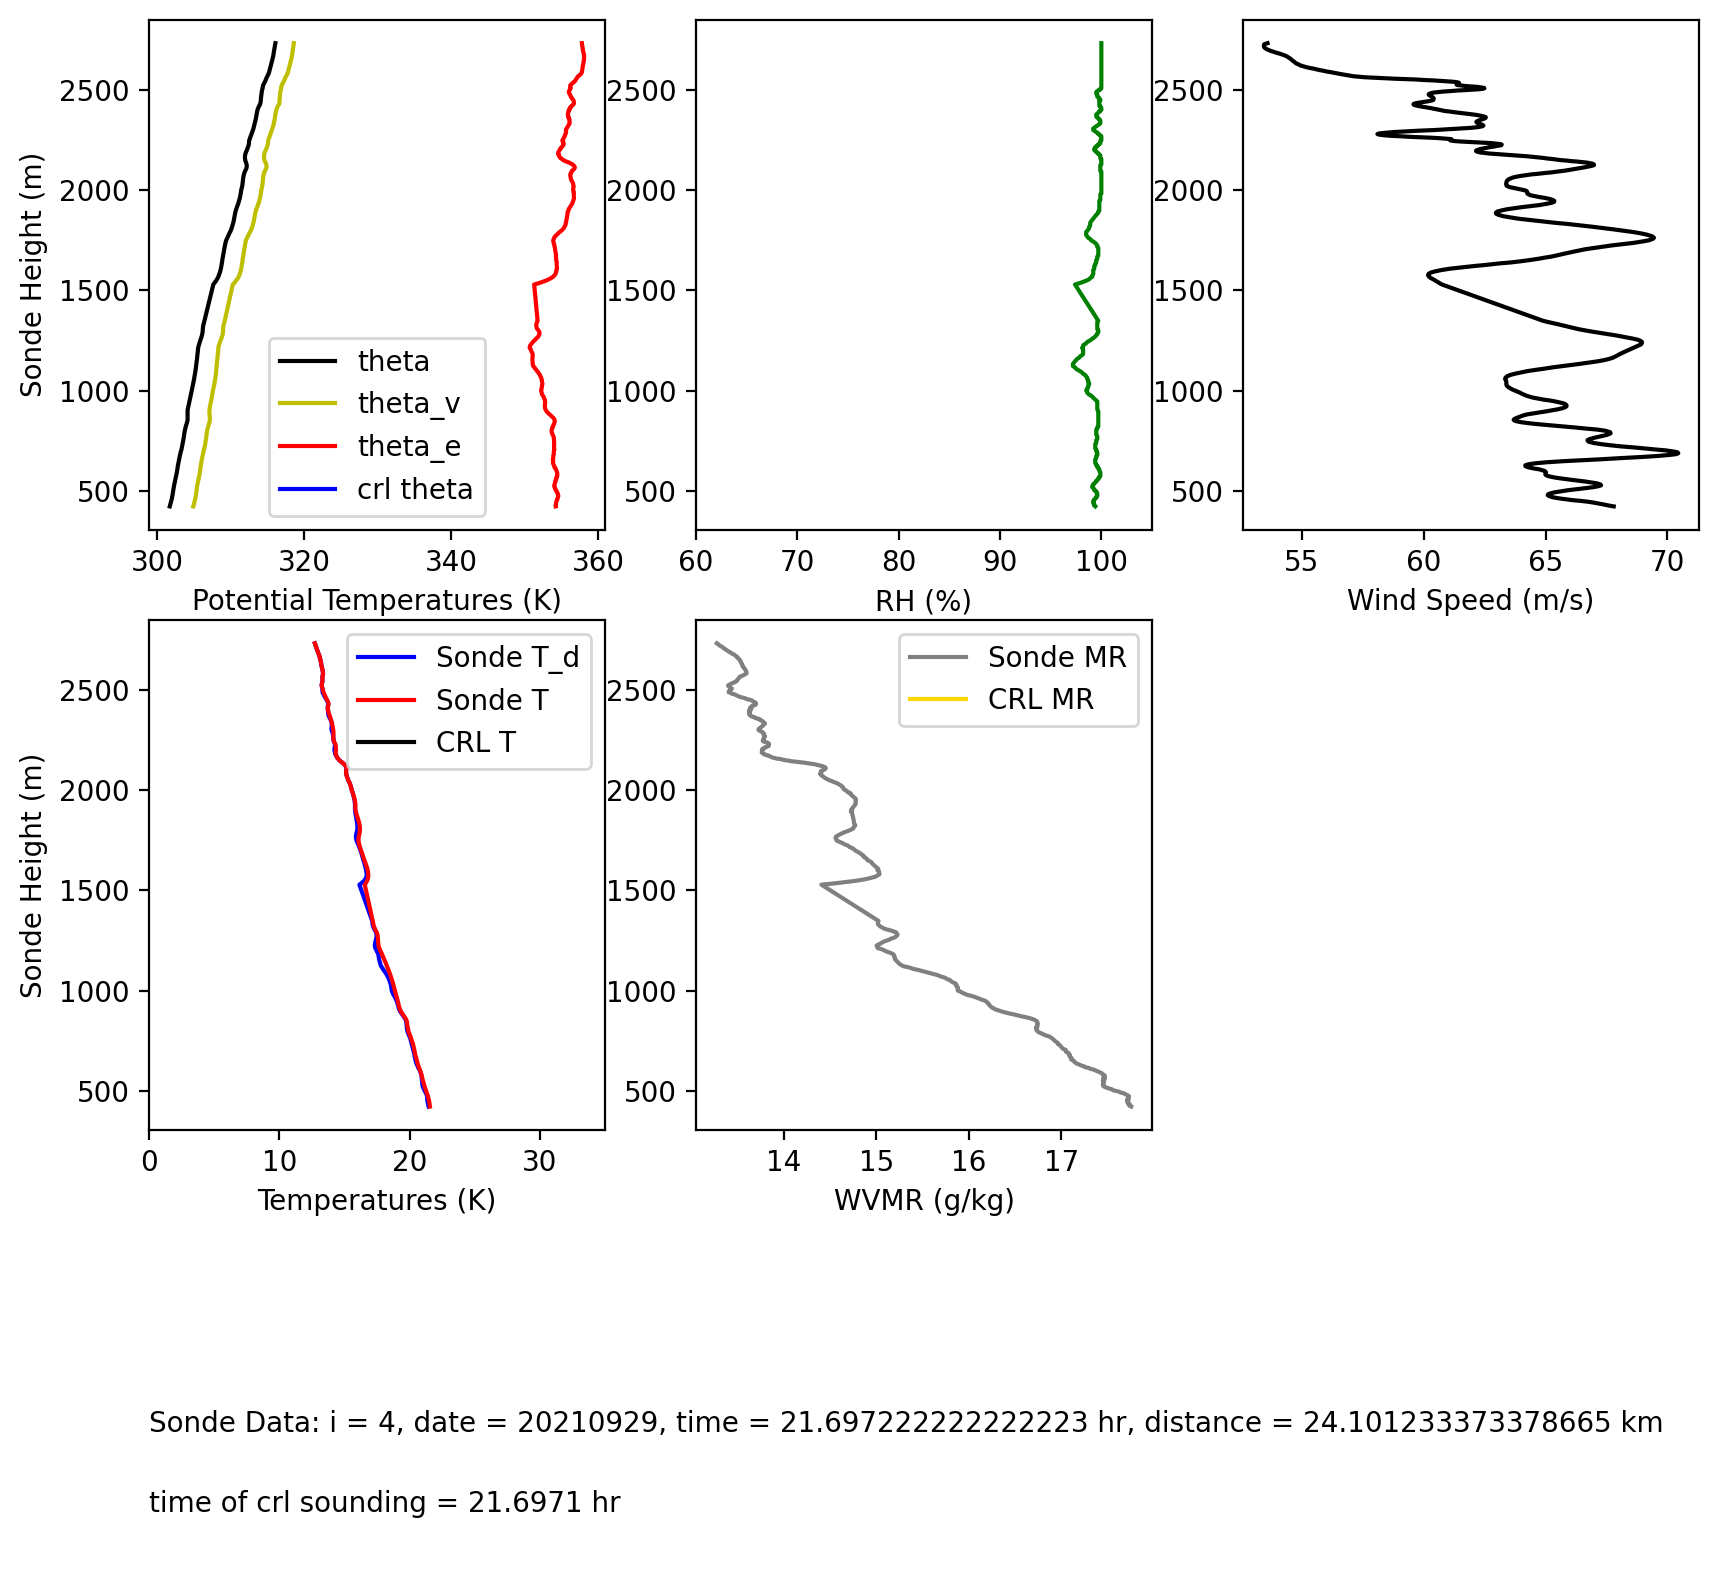 2500
2000
1500
1000
500
Sonde Height (m)
theta
theta_v
theta_e
crl theta
300
320
340
360
Potential Temperatures (K)
2500
2000
1500
1000
500
60
70
80
90
100
RH (%)
2500
2000
1500
1000
500
55
60
65
70
Wind Speed (m/s)
2500
2000
1500
1000
500
Sonde Height (m)
Sonde T_d
Sonde T
CRL T
0
10
20
30
Temperatures (K)
2500
2000
1500
1000
500
Sonde MR
CRL MR
14
15
16
17
WVMR (g/kg)
Sonde Data: i = 4, date = 20210929, time = 21.697222222222223 hr, distance = 24.101233373378665 km
time of crl sounding = 21.6971 hr